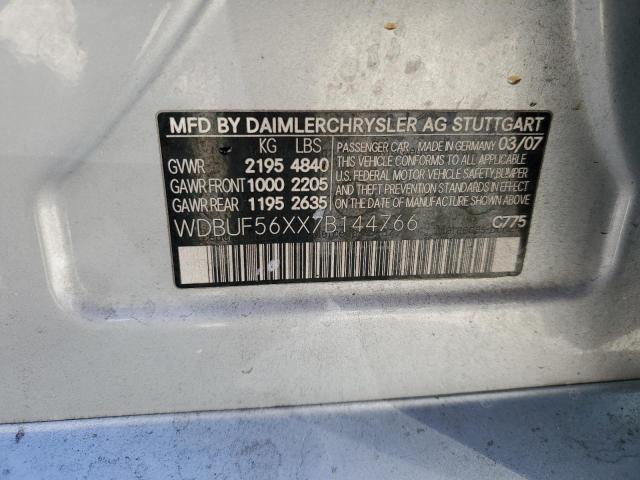 MFD BY DAIMLERCHRYSLER AG STUTTGART
KG LBS
GVWR 2195 4840
GAWR FRONT 1000 2205
GAWR REAR 1195 2635
PASSENGER CAR. MADE IN GERMANY 03/07
THIS VEHICLE CONFORMS TO ALL APPLICABLE
U.S. FEDERAL MOTOR VEHICLE SAFETY, BUMPER,
AND THEFT PREVENTION STANDARDS IN EFFECT
ON THE DATE OF MANUFACTURE SHOWN ABOVE.
WDBUF56XX7B144766 C775